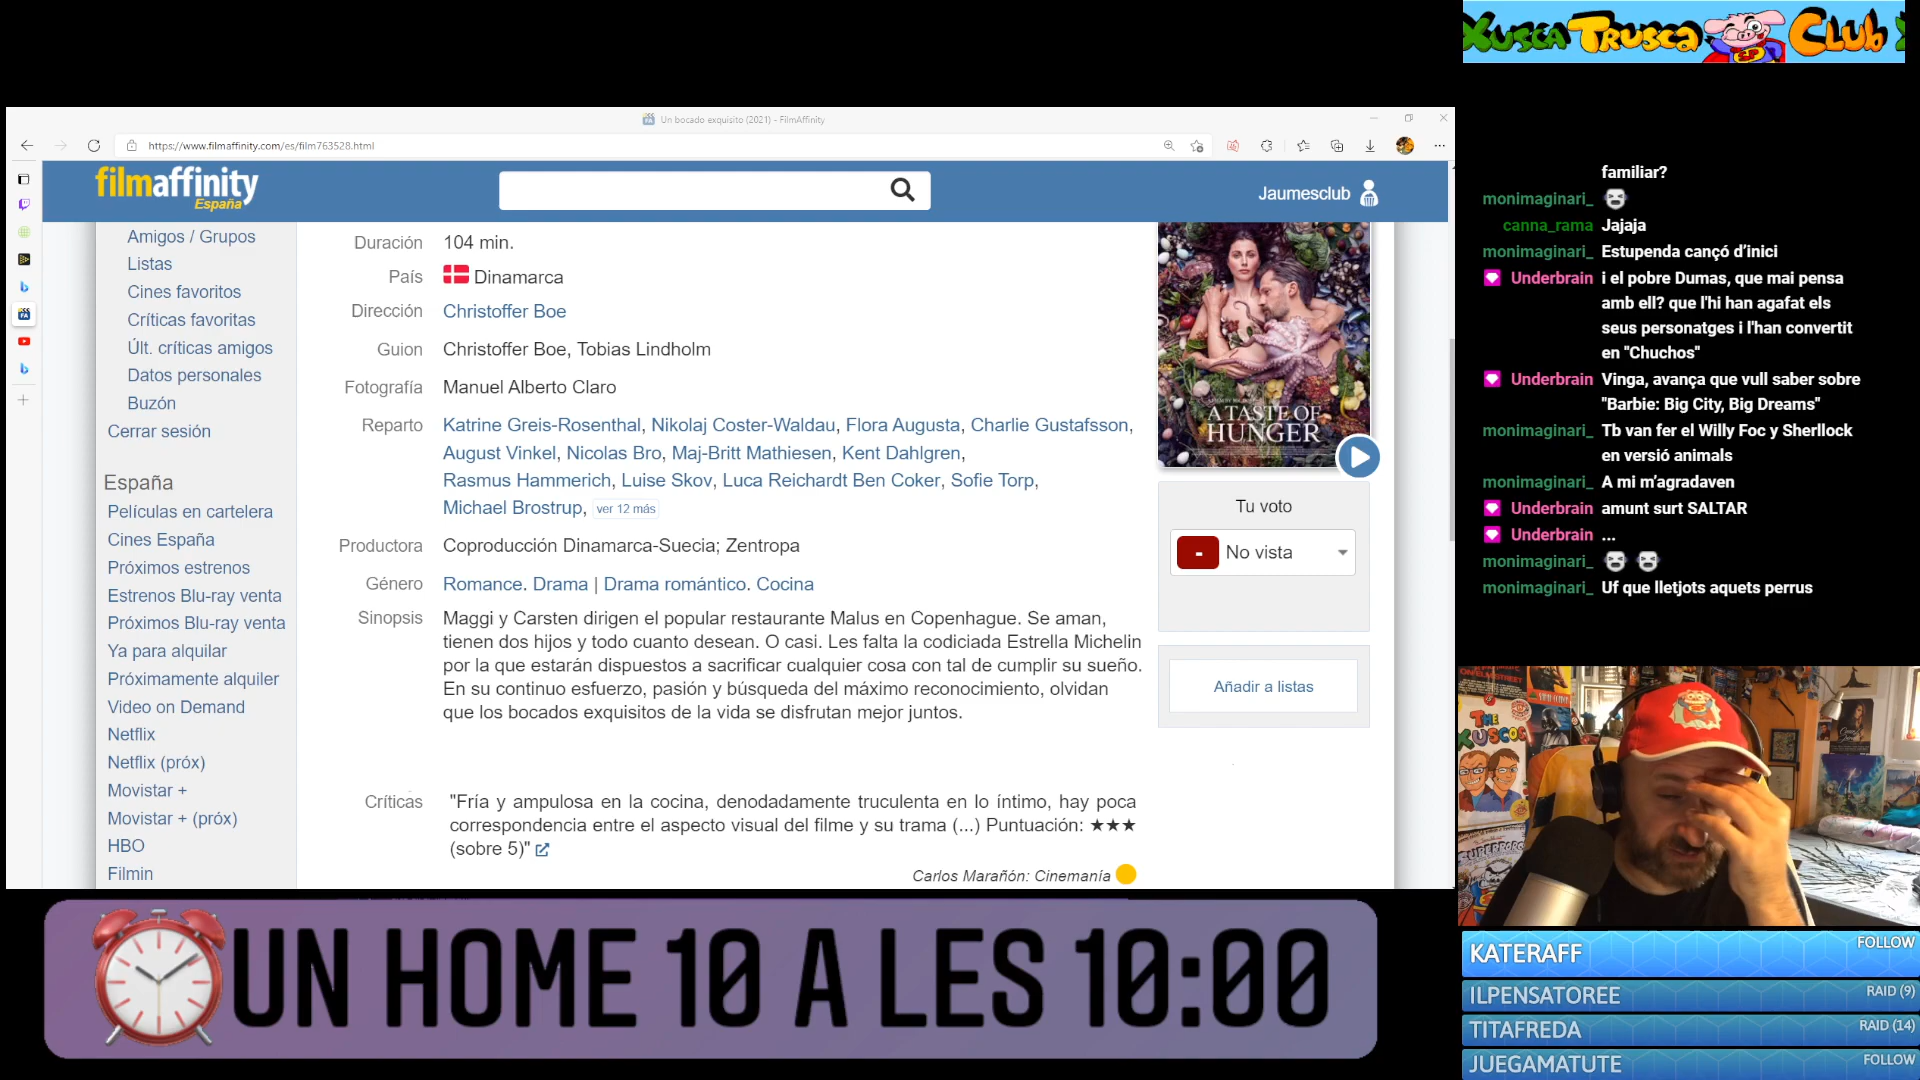 XUSCA TRUSCA CLUB
Un bocado exquisito (2021) - FilmAffinity
https://www.filmaffinity.com/es/film763528.html
filmaffinity
España
Jaumesclub
Amigos / Grupos
Listas
Cines favoritos
Críticas favoritas
Últ. críticas amigos
Datos personales
Buzón
Cerrar sesión
España
Películas en cartelera
Cines España
Próximos estrenos
Estrenos Blu-ray venta
Próximos Blu-ray venta
Ya para alquilar
Próximamente alquiler
Video on Demand
Netflix
Netflix (próx)
Movistar +
Movistar + (próx)
HBO
Filmin
Duración 104 min.
País Dinamarca
Dirección Christoffer Boe
Guion Christoffer Boe, Tobias Lindholm
Fotografía Manuel Alberto Claro
Reparto Katrine Greis-Rosenthal, Nikolaj Coster-Waldau, Flora Augusta, Charlie Gustafsson,
August Vinkel, Nicolas Bro, Maj-Britt Mathiesen, Kent Dahlgren,
Rasmus Hammerich, Luise Skov, Luca Reichardt Ben Coker, Sofie Torp,
Michael Brostrup, ver 12 más
Productora Coproducción Dinamarca-Suecia; Zentropa
Género Romance. Drama | Drama romántico. Cocina
Sinopsis Maggi y Carsten dirigen el popular restaurante Malus en Copenhague. Se aman,
tienen dos hijos y todo cuanto desean. O casi. Les falta la codiciada Estrella Michelin
por la que estarán dispuestos a sacrificar cualquier cosa con tal de cumplir su sueño.
En su continuo esfuerzo, pasión y búsqueda del máximo reconocimiento, olvidan
que los bocados exquisitos de la vida se disfrutan mejor juntos.
Críticas "Fría y ampulosa en la cocina, denodadamente truculenta en lo íntimo, hay poca
correspondencia entre el aspecto visual del filme y su trama (...) Puntuación: ★★★
(sobre 5)"
Carlos Marañón: Cinemanía
A TASTE OF
HUNGER
Tu voto
- No vista
Añadir a listas
familiar?
monimaginari_
canna_rama Jajaja
monimaginari_ Estupenda cançó d’inici
Underbrain i el pobre Dumas, que mai pensa
amb ell? que l'hi han agafat els
seus personatges i l'han convertit
en "Chuchos"
Underbrain Vinga, avança que vull saber sobre
"Barbie: Big City, Big Dreams"
monimaginari_ Tb van fer el Willy Foc y Sherllock
en versió animals
monimaginari_ A mi m’agradaven
Underbrain amunt surt SALTAR
Underbrain ...
monimaginari_
monimaginari_ Uf que lletjots aquets perrus
THE
XUSCOS
UN HOME 10 A LES 10:00
KATERAFF FOLLOW
ILPENSATOREE RAID (9)
TITAFREDA RAID (14)
JUEGAMATUTE FOLLOW